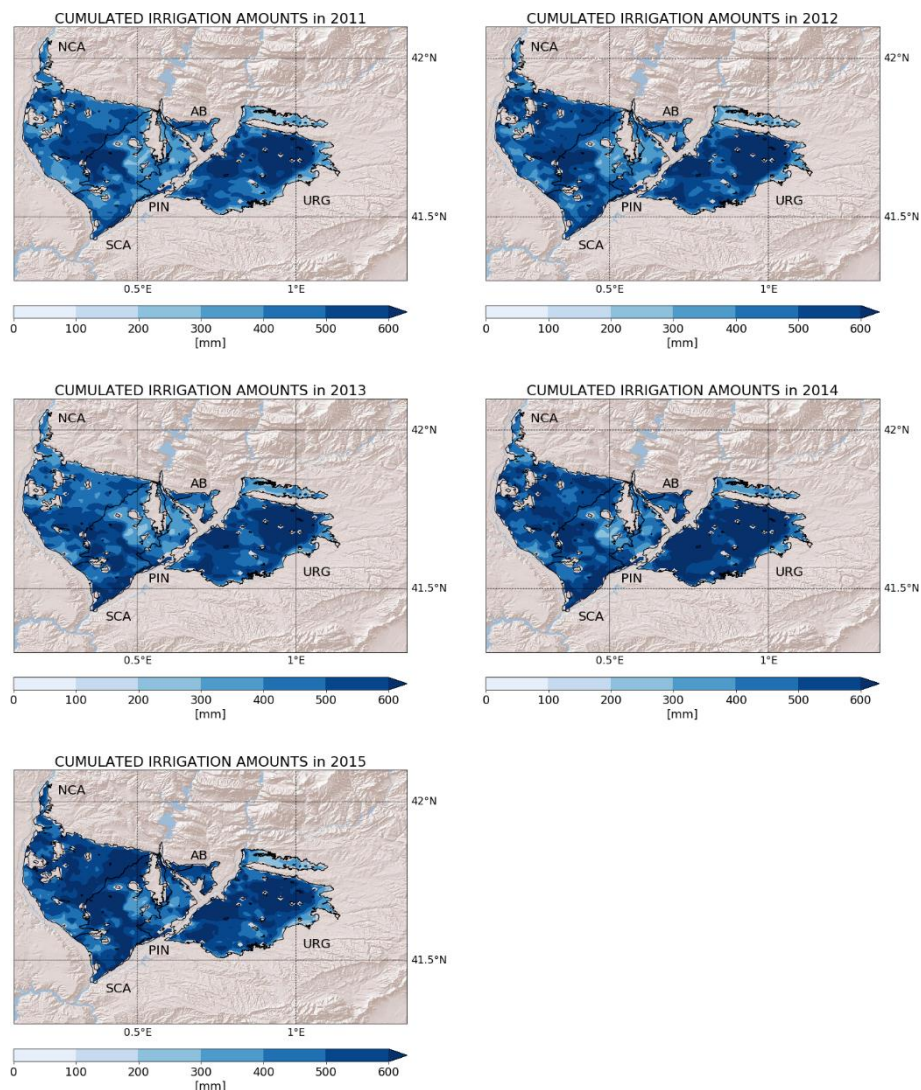 CUMULATED IRRIGATION AMOUNTS in 2011
NCA
42°N
AB
PIN
URG
41.5°N
SCA
0.5°E 1°E
0 100 200 300 400 500 600
[mm]
CUMULATED IRRIGATION AMOUNTS in 2012
NCA
42°N
AB
PIN
URG
41.5°N
SCA
0.5°E 1°E
0 100 200 300 400 500 600
[mm]
CUMULATED IRRIGATION AMOUNTS in 2013
NCA
42°N
AB
PIN
URG
41.5°N
SCA
0.5°E 1°E
0 100 200 300 400 500 600
[mm]
CUMULATED IRRIGATION AMOUNTS in 2014
NCA
42°N
AB
PIN
URG
41.5°N
SCA
0.5°E 1°E
0 100 200 300 400 500 600
[mm]
CUMULATED IRRIGATION AMOUNTS in 2015
NCA
42°N
AB
PIN
URG
41.5°N
SCA
0.5°E 1°E
0 100 200 300 400 500 600
[mm]